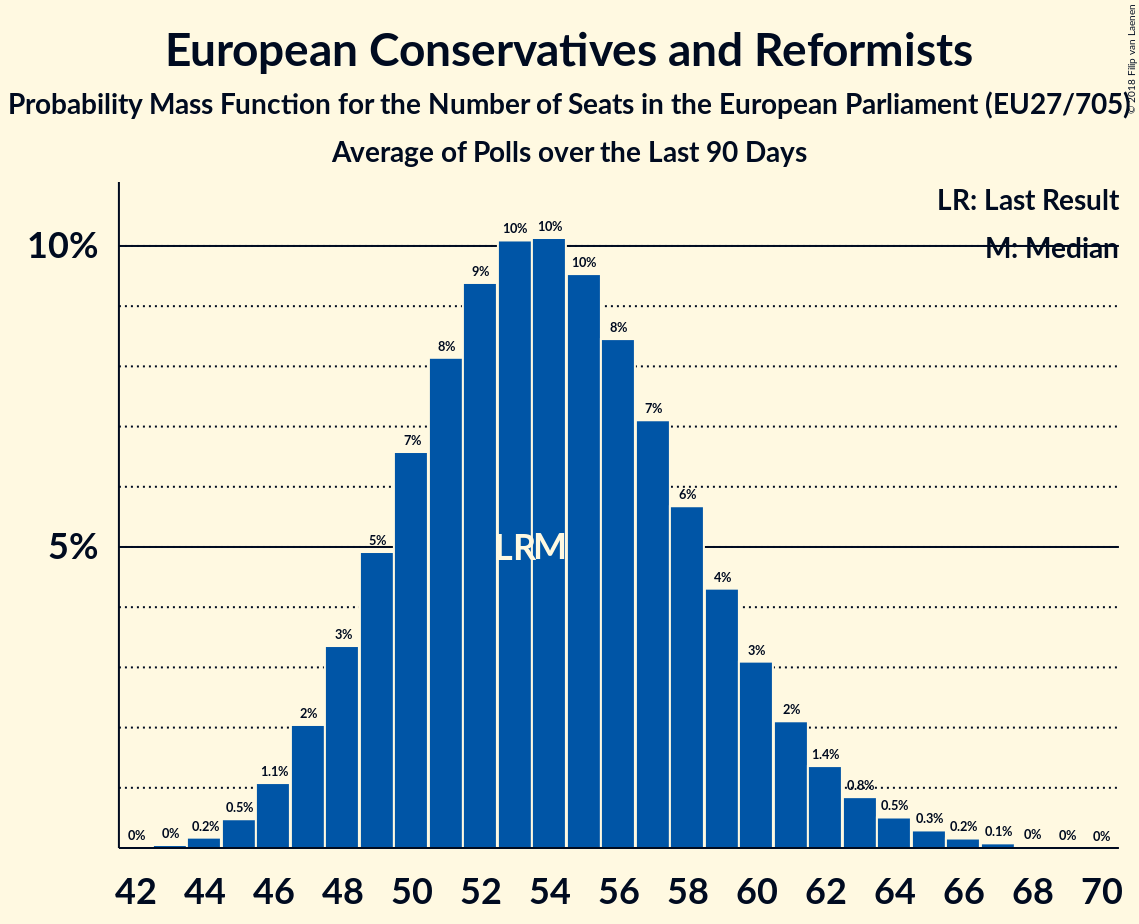 European Conservatives and Reformists
Probability Mass Function for the Number of Seats in the European Parliament (EU27/705)
Average of Polls over the Last 90 Days
© 2018 Filip van Laenen
LR: Last Result
M: Median
10%
5%
0% 0% 0.2% 0.5% 1.1% 2% 3% 5% 7% 8% 9% 10% 10% 10% 8% 7% 6% 4% 3% 2% 1.4% 0.8% 0.5% 0.3% 0.2% 0.1% 0% 0% 0%
LR M
42 44 46 48 50 52 54 56 58 60 62 64 66 68 70